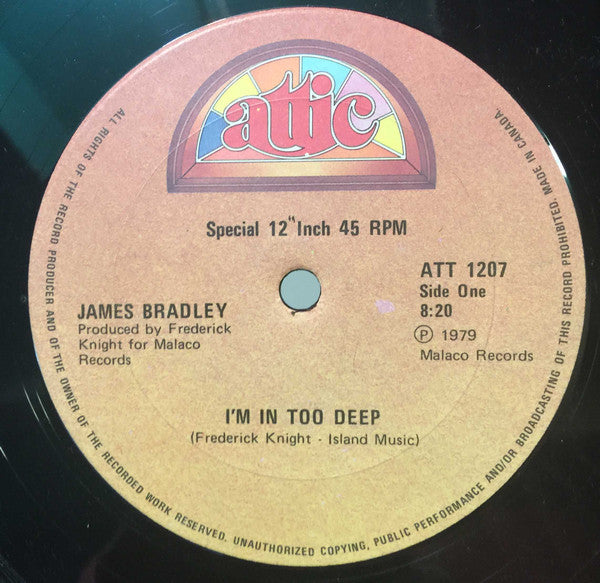 attic
Special 12" Inch 45 RPM
ATT 1207
Side One
8:20
℗ 1979
Malaco Records
JAMES BRADLEY
Produced by Frederick
Knight for Malaco
Records
I'M IN TOO DEEP
(Frederick Knight - Island Music)
ALL RIGHTS OF THE RECORD PRODUCER AND OF THE OWNER OF THE RECORDED WORK RESERVED. UNAUTHORIZED COPYING, PUBLIC PERFORMANCE AND/OR BROADCASTING OF THIS RECORD PROHIBITED. MADE IN CANADA.